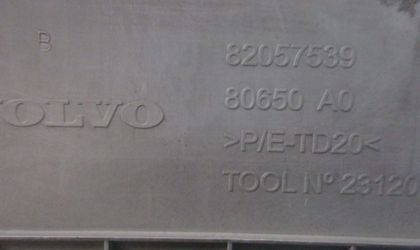 B
VOLVO
82057539
80650 A0
>P/E-TD20<
TOOL Nº 23120